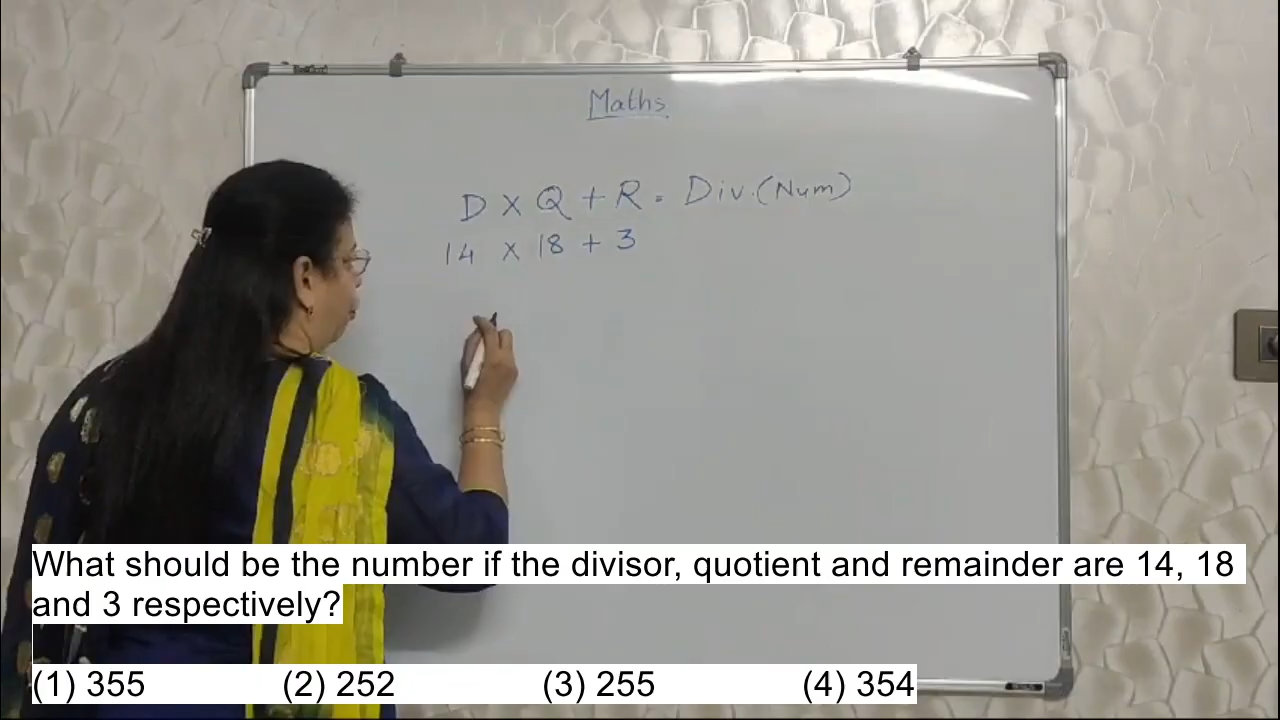 Maths
D x Q + R = Div.(Num)
14 x 18 + 3
What should be the number if the divisor, quotient and remainder are 14, 18
and 3 respectively?
(1) 355 (2) 252 (3) 255 (4) 354